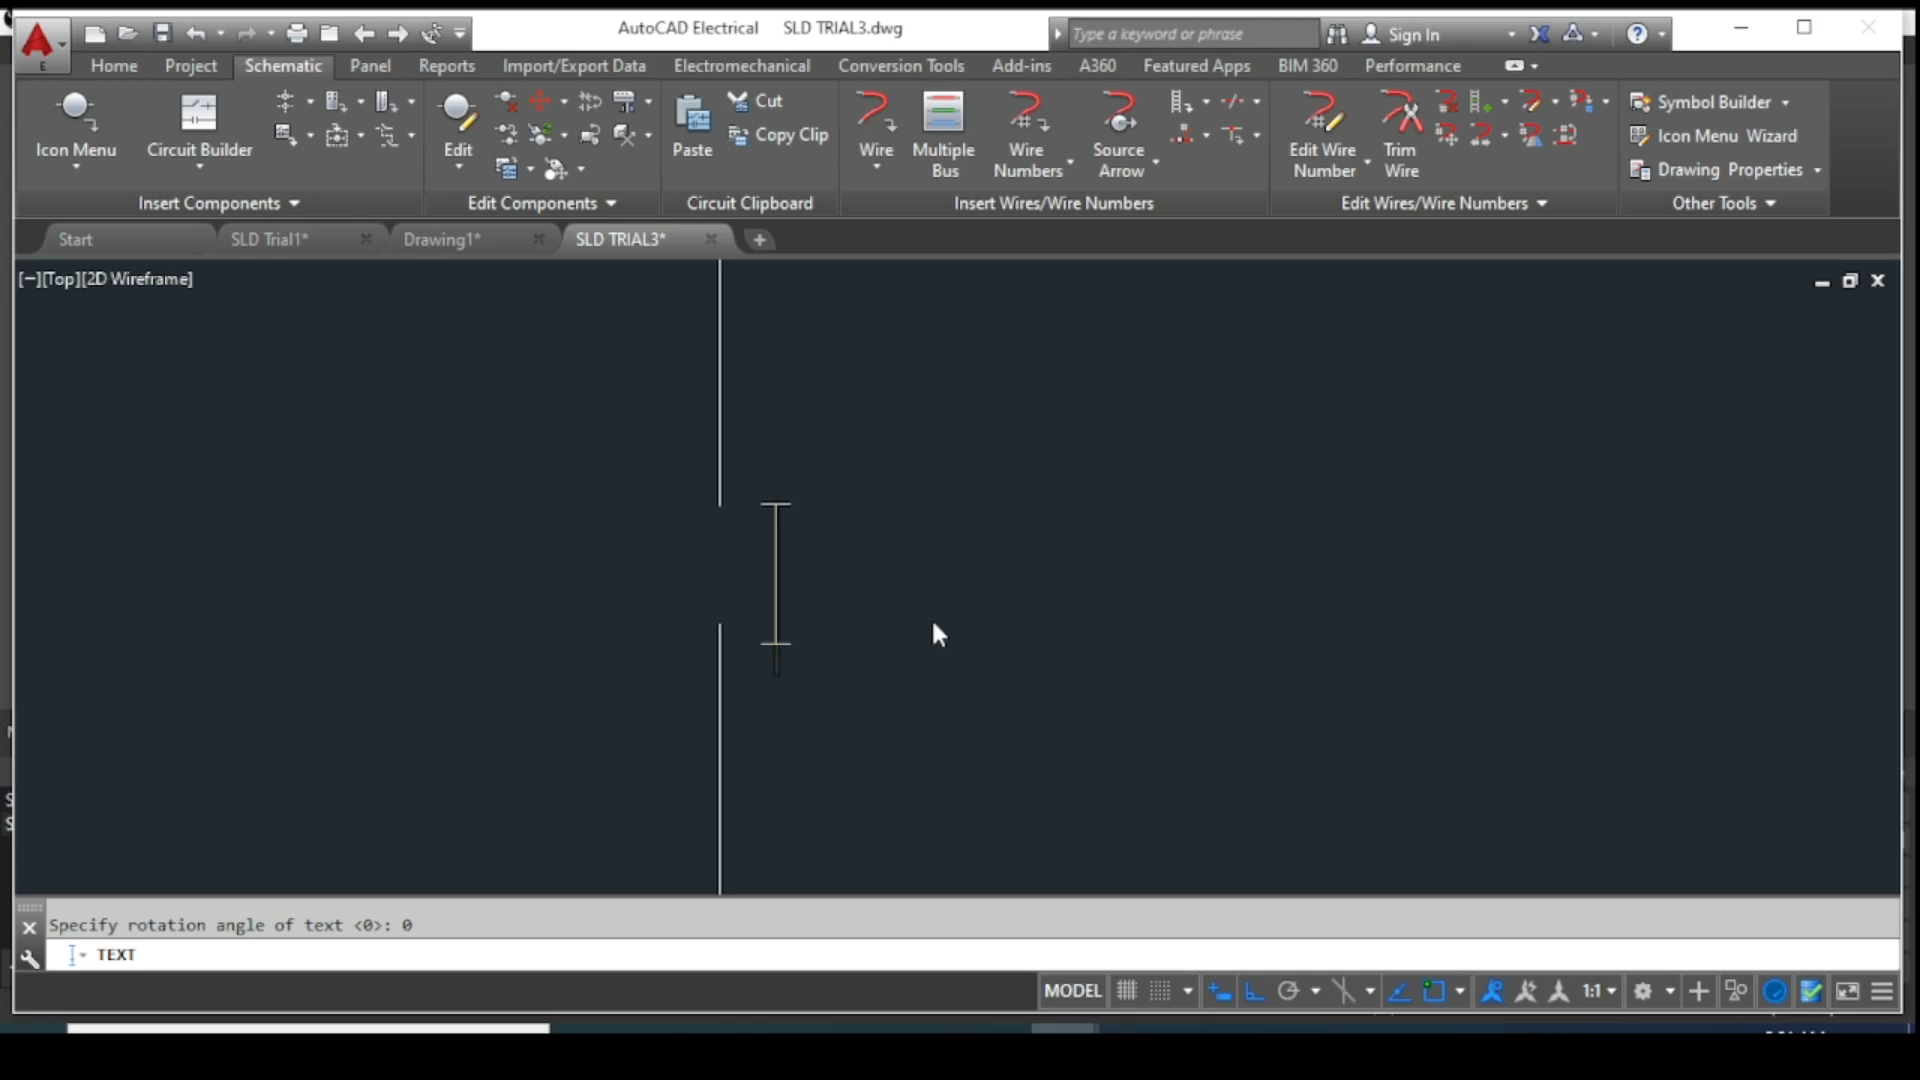 AutoCAD Electrical SLD TRIAL3.dwg
Type a keyword or phrase
Sign In
Home Project Schematic Panel Reports Import/Export Data Electromechanical Conversion Tools Add-ins A360 Featured Apps BIM 360 Performance
Icon Menu
Circuit Builder
Edit
Paste
Cut
Copy Clip
Wire
Multiple
Bus
Wire
Numbers
Source
Arrow
Edit Wire
Number
Trim
Wire
Symbol Builder
Icon Menu Wizard
Drawing Properties
Insert Components Edit Components Circuit Clipboard Insert Wires/Wire Numbers Edit Wires/Wire Numbers Other Tools
Start SLD Trial1* Drawing1* SLD TRIAL3*
[−][Top][2D Wireframe]
Specify rotation angle of text <0>: 0
TEXT
MODEL 1:1